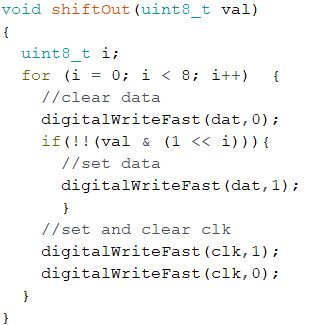 void shiftOut(uint8_t val)
{
  uint8_t i;
  for (i = 0; i < 8; i++)  {
    //clear data
    digitalWriteFast(dat,0);
    if(!!(val & (1 << i))){
      //set data
      digitalWriteFast(dat,1);
      }
    //set and clear clk
    digitalWriteFast(clk,1);
    digitalWriteFast(clk,0);
  }
}